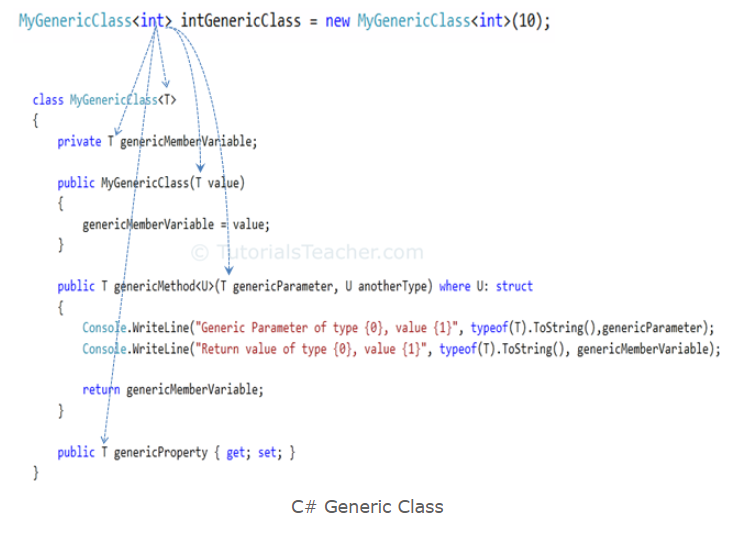 MyGenericClass<int> intGenericClass = new MyGenericClass<int>(10);
class MyGenericClass<T>
{
private T genericMemberVariable;
public MyGenericClass(T value)
{
genericMemberVariable = value;
}
© TutorialsTeacher.com
public T genericMethod<U>(T genericParameter, U anotherType) where U: struct
{
Console.WriteLine("Generic Parameter of type {0}, value {1}", typeof(T).ToString(),genericParameter);
Console.WriteLine("Return value of type {0}, value {1}", typeof(T).ToString(), genericMemberVariable);
return genericMemberVariable;
}
public T genericProperty { get; set; }
}
C# Generic Class